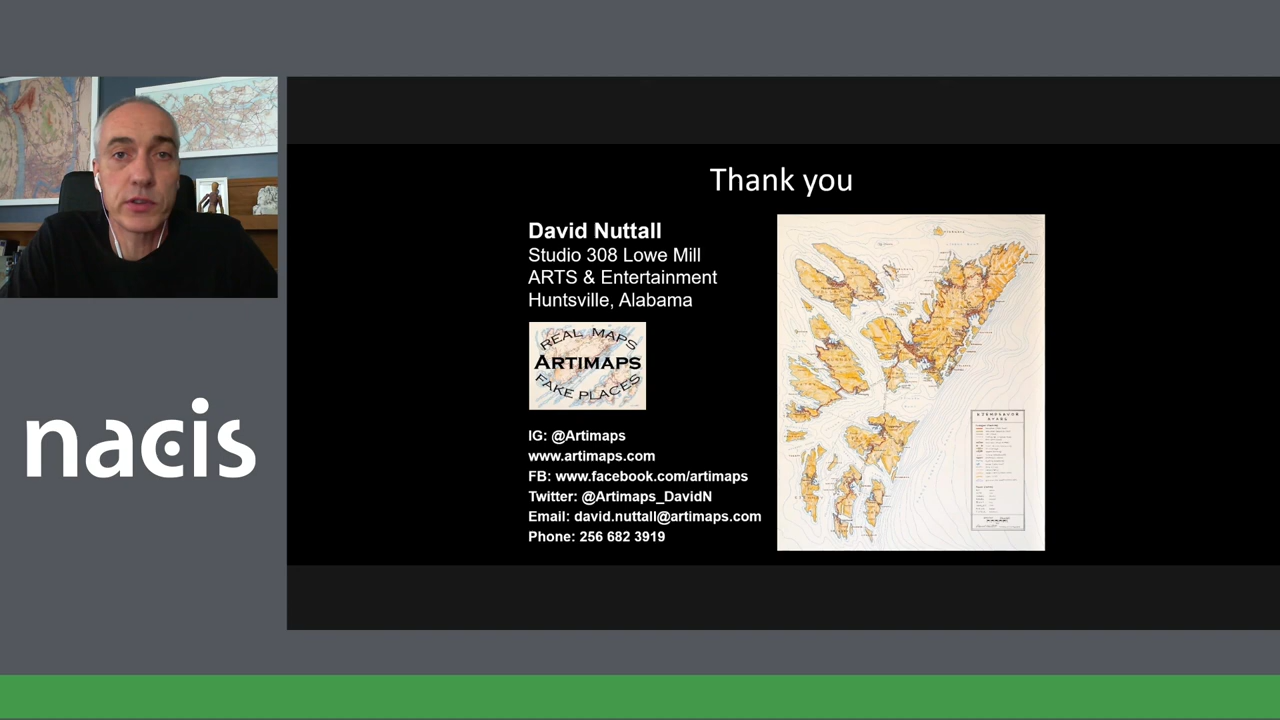 Thank you
David Nuttall
Studio 308 Lowe Mill
ARTS & Entertainment
Huntsville, Alabama
REAL MAPS
ARTIMAPS
FAKE PLACES
IG: @Artimaps
www.artimaps.com
FB: www.facebook.com/artimaps
Twitter: @Artimaps_DavidN
Email: david.nuttall@artimaps.com
Phone: 256 682 3919
nacis